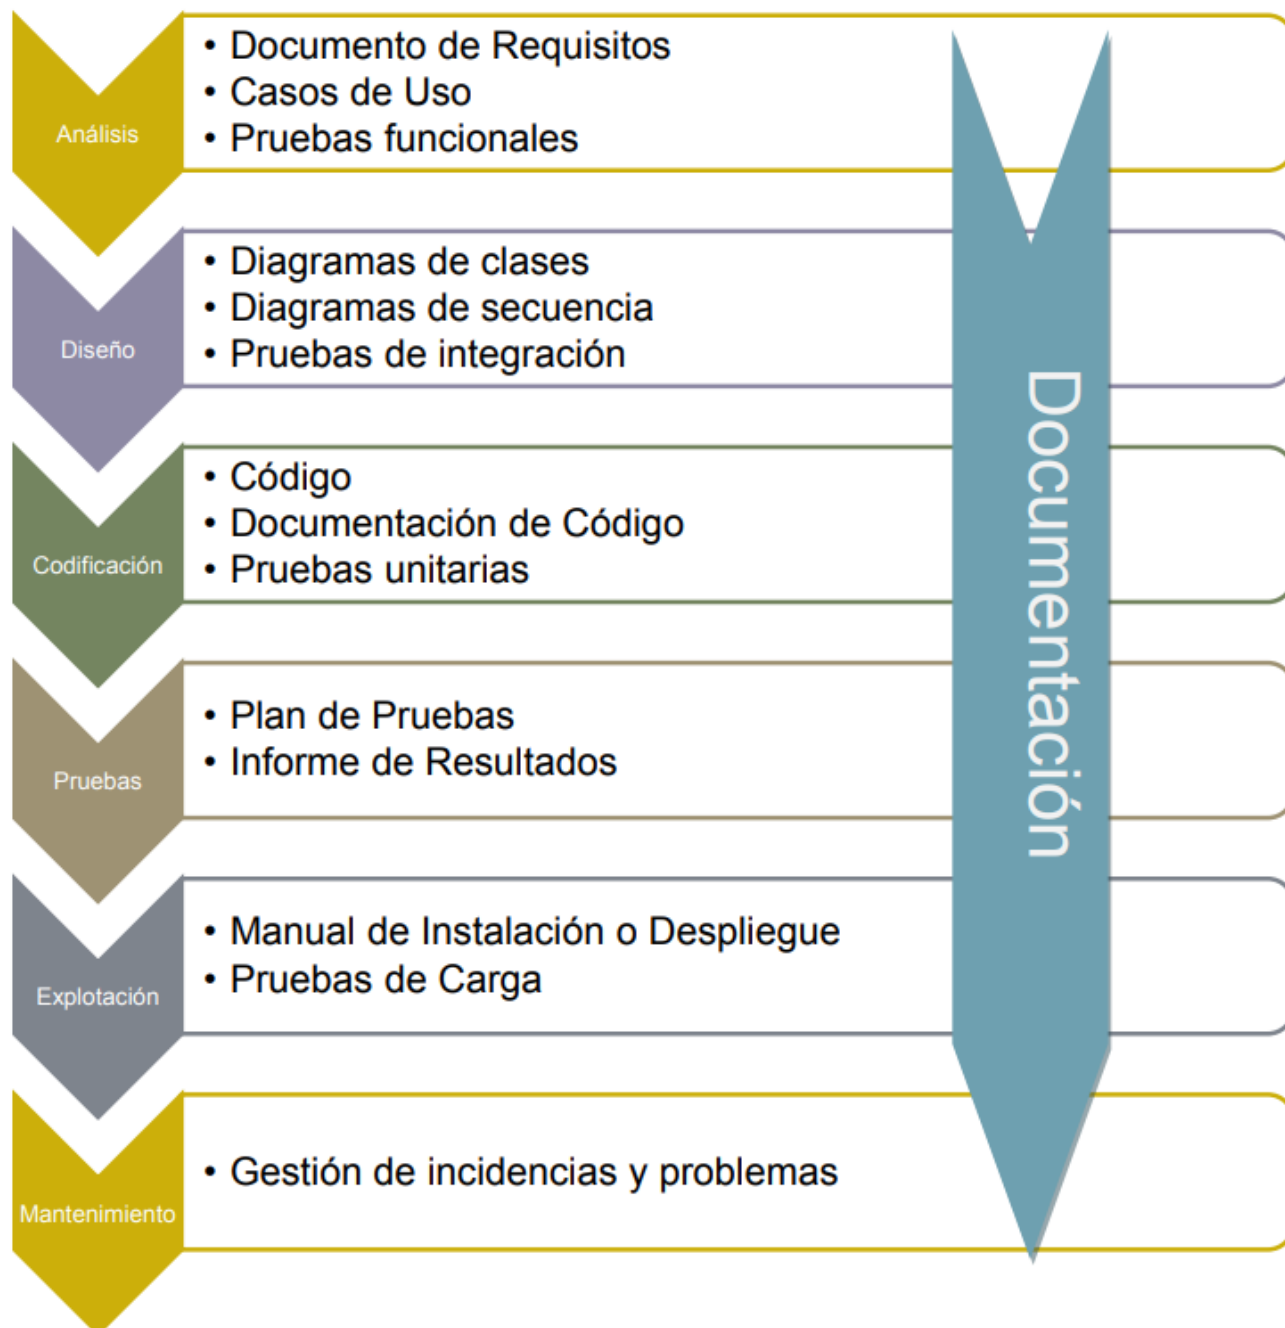 Análisis
• Documento de Requisitos
• Casos de Uso
• Pruebas funcionales
Diseño
• Diagramas de clases
• Diagramas de secuencia
• Pruebas de integración
Codificación
• Código
• Documentación de Código
• Pruebas unitarias
Pruebas
• Plan de Pruebas
• Informe de Resultados
Explotación
• Manual de Instalación o Despliegue
• Pruebas de Carga
Mantenimiento
• Gestión de incidencias y problemas
Documentación